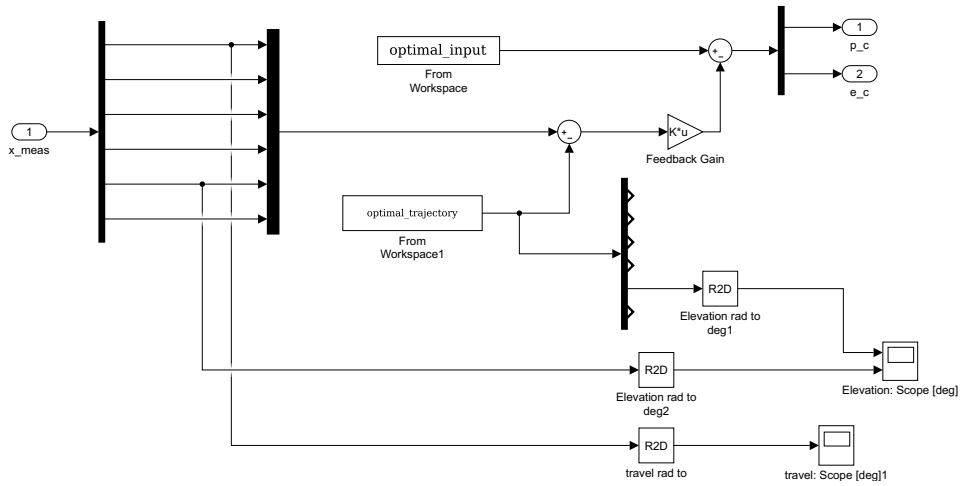 1
x_meas
optimal_input
From
Workspace
+
−
1
p_c
2
e_c
+
−
K*u
Feedback Gain
optimal_trajectory
From
Workspace1
R2D
Elevation rad to
deg1
R2D
Elevation rad to
deg2
Elevation: Scope [deg]
R2D
travel rad to
travel: Scope [deg]1